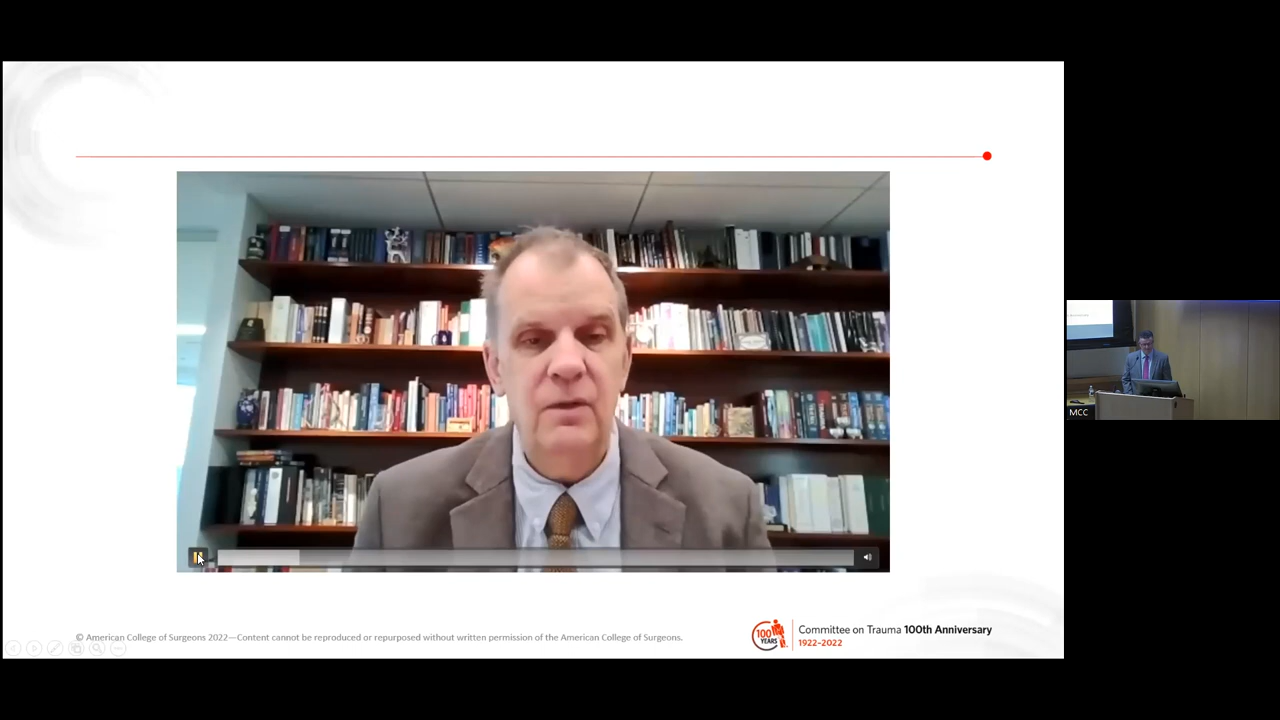 © American College of Surgeons 2022—Content cannot be reproduced or repurposed without written permission of the American College of Surgeons.
100
YEARS
Committee on Trauma 100th Anniversary
1922-2022
MCC